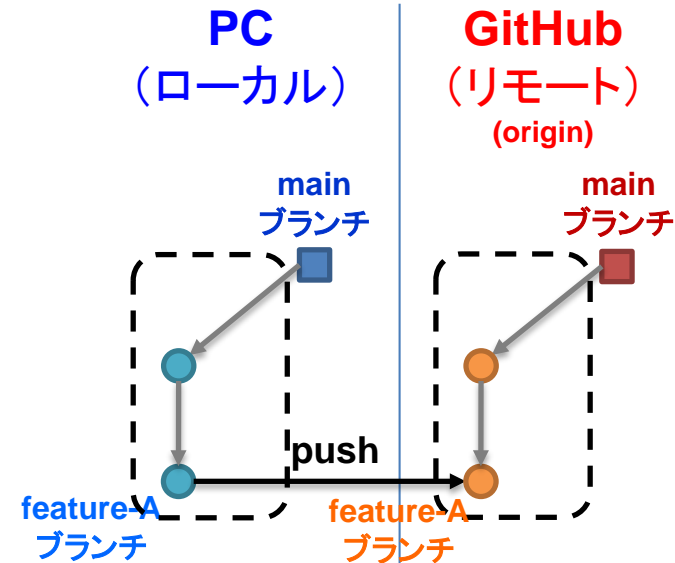 PC
(ローカル)
GitHub
(リモート)
(origin)
main
ブランチ
main
ブランチ
push
feature-A
ブランチ
feature-A
ブランチ